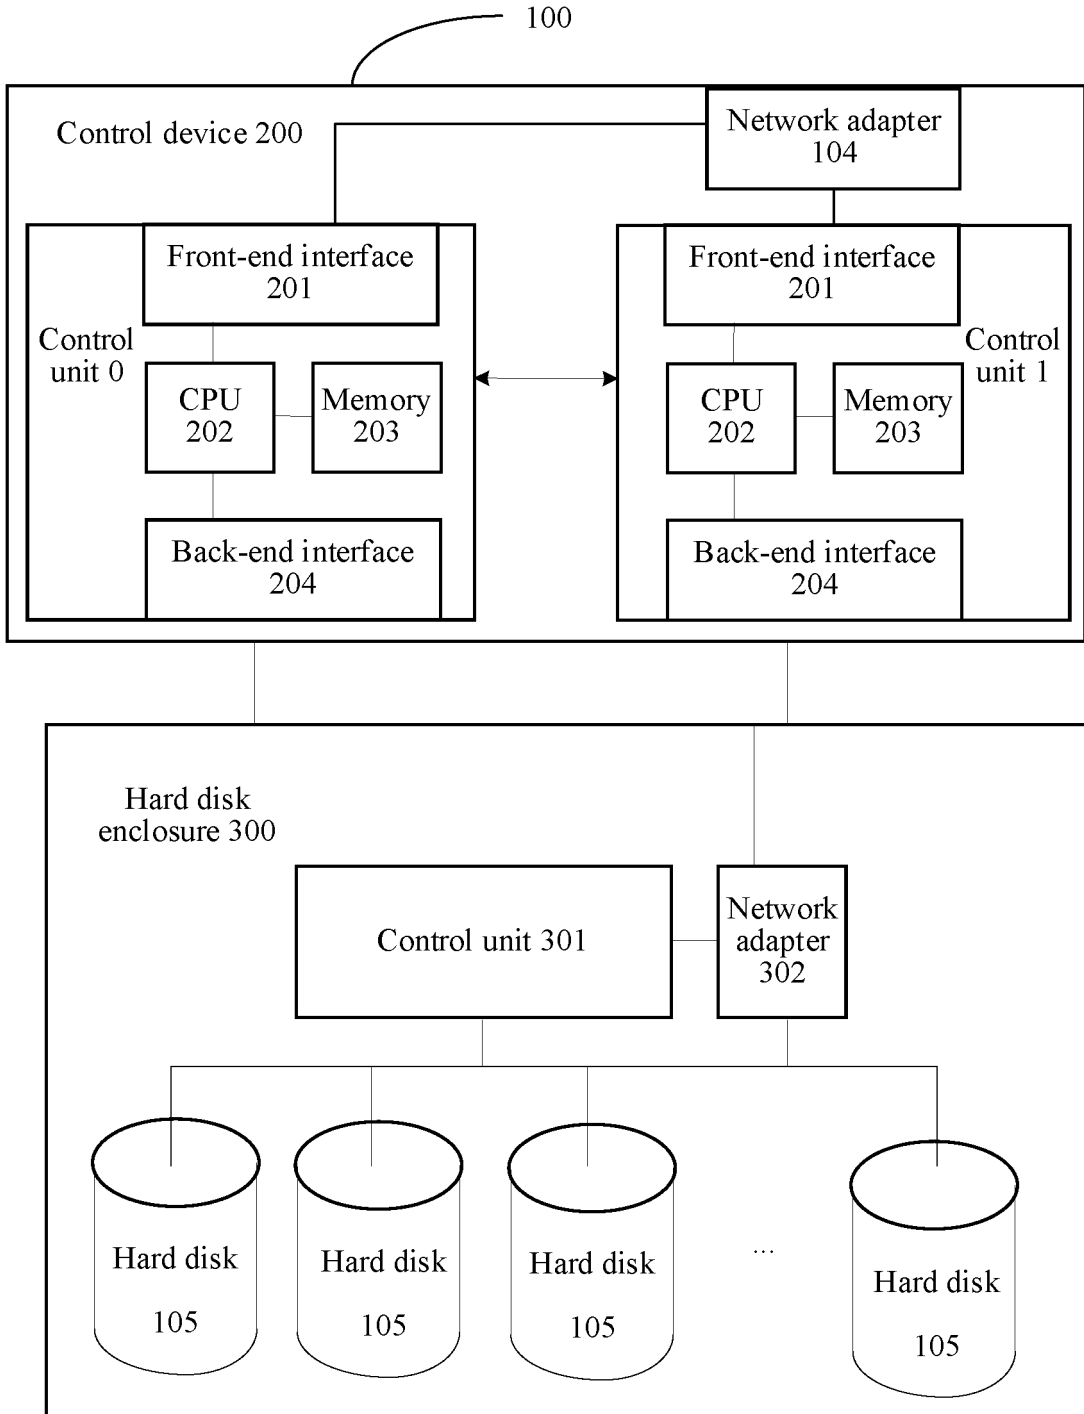 100
Control device 200
Network adapter
104
Front-end interface
201
Control
unit 0
CPU
202
Memory
203
Back-end interface
204
Front-end interface
201
Control
unit 1
CPU
202
Memory
203
Back-end interface
204
Hard disk
enclosure 300
Control unit 301
Network
adapter
302
Hard disk
105
Hard disk
105
Hard disk
105
...
Hard disk
105